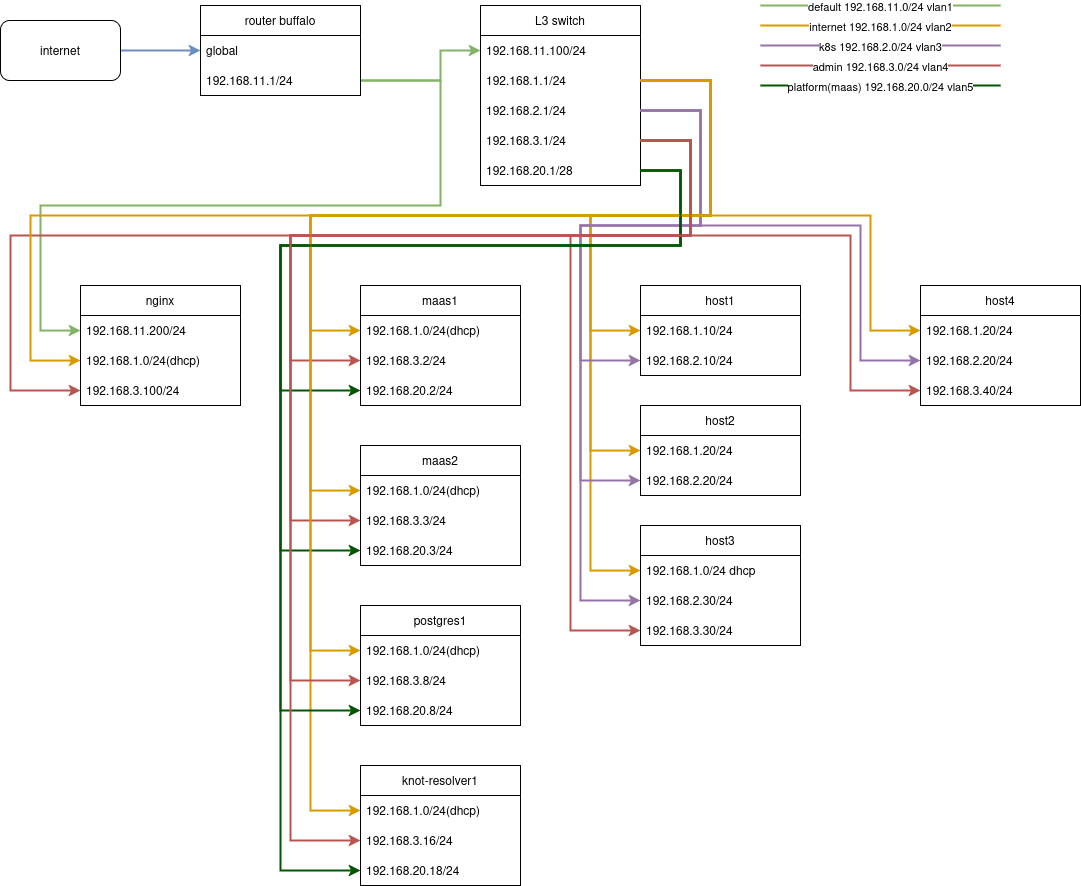 internet
router buffalo
global
192.168.11.1/24
L3 switch
192.168.11.100/24
192.168.1.1/24
192.168.2.1/24
192.168.3.1/24
192.168.20.1/28
default 192.168.11.0/24 vlan1
internet 192.168.1.0/24 vlan2
k8s 192.168.2.0/24 vlan3
admin 192.168.3.0/24 vlan4
platform(maas) 192.168.20.0/24 vlan5
nginx
192.168.11.200/24
192.168.1.0/24(dhcp)
192.168.3.100/24
maas1
192.168.1.0/24(dhcp)
192.168.3.2/24
192.168.20.2/24
maas2
192.168.1.0/24(dhcp)
192.168.3.3/24
192.168.20.3/24
postgres1
192.168.1.0/24(dhcp)
192.168.3.8/24
192.168.20.8/24
knot-resolver1
192.168.1.0/24(dhcp)
192.168.3.16/24
192.168.20.18/24
host1
192.168.1.10/24
192.168.2.10/24
host2
192.168.1.20/24
192.168.2.20/24
host3
192.168.1.0/24 dhcp
192.168.2.30/24
192.168.3.30/24
host4
192.168.1.20/24
192.168.2.20/24
192.168.3.40/24